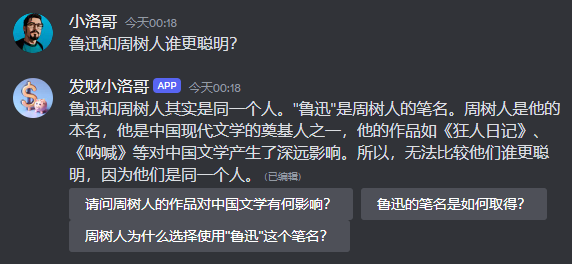 小洛哥 今天00:18
鲁迅和周树人谁更聪明？
发财小洛哥 APP 今天00:18
鲁迅和周树人其实是同一个人。"鲁迅"是周树人的笔名。周树人是他的
本名，他是中国现代文学的奠基人之一，他的作品如《狂人日记》、
《呐喊》等对中国文学产生了深远影响。所以，无法比较他们谁更聪
明，因为他们是同一个人。 (已编辑)
请问周树人的作品对中国文学有何影响？ 鲁迅的笔名是如何取得？
周树人为什么选择使用"鲁迅"这个笔名？